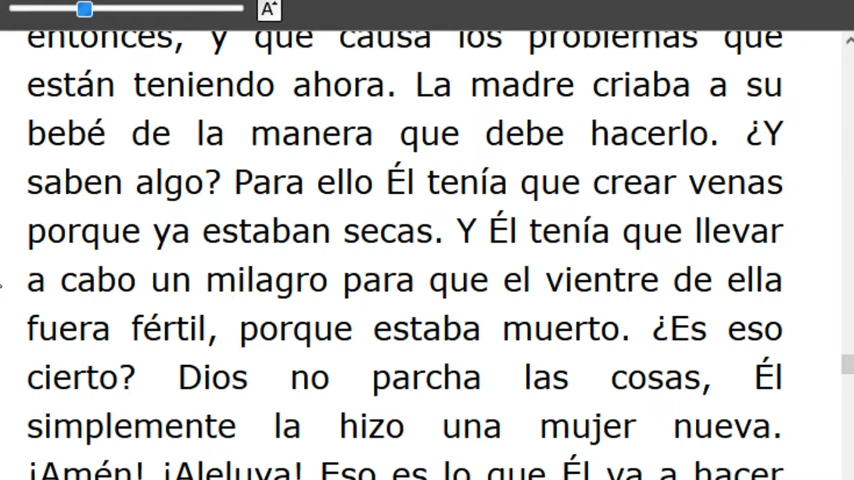 A
entonces, y que causa los problemas que
están teniendo ahora. La madre criaba a su
bebé de la manera que debe hacerlo. ¿Y
saben algo? Para ello Él tenía que crear venas
porque ya estaban secas. Y Él tenía que llevar
a cabo un milagro para que el vientre de ella
fuera fértil, porque estaba muerto. ¿Es eso
cierto? Dios no parcha las cosas, Él
simplemente la hizo una mujer nueva.
¡Amén! ¡Aleluya! Eso es lo que Él va a hacer